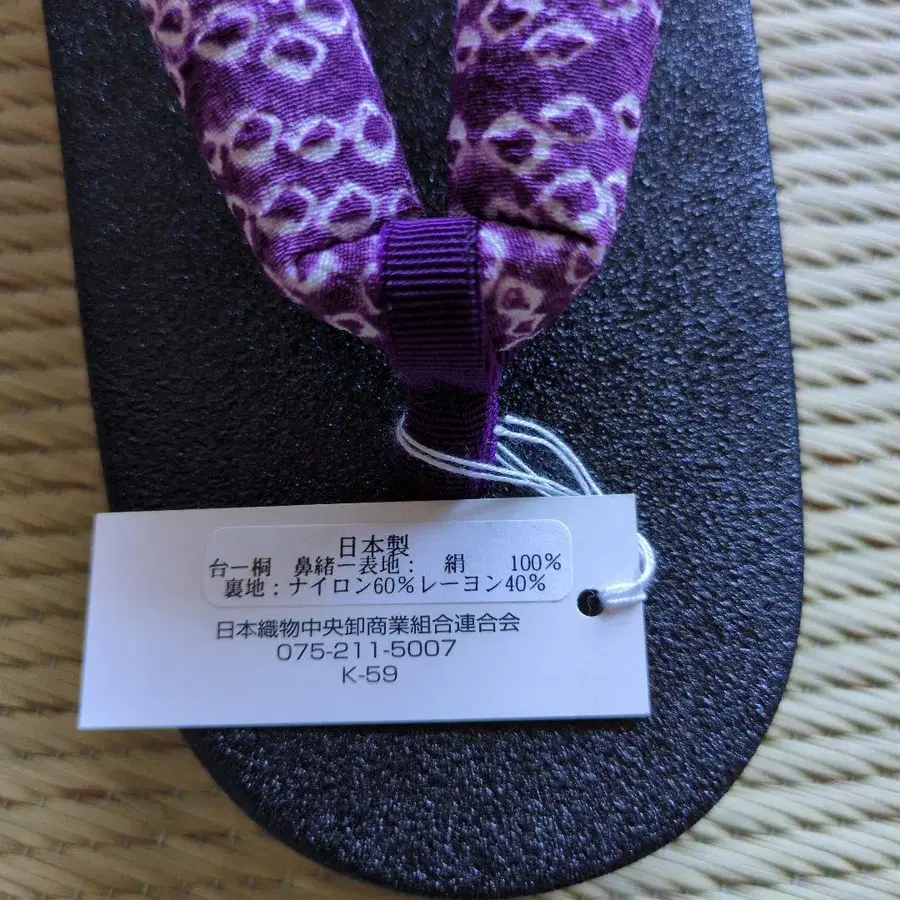 日本製
台ー桐 鼻緒ー表地： 絹 100%
裏地：ナイロン60%レーヨン40%
日本織物中央卸商業組合連合会
075-211-5007
K-59